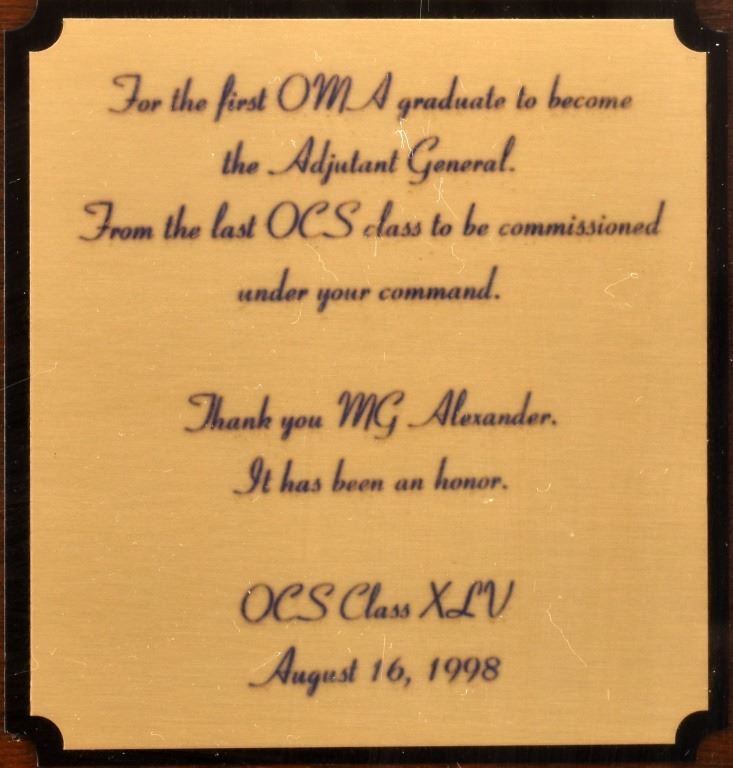 For the first OMA graduate to become
the Adjutant General.
From the last OCS class to be commissioned
under your command.
Thank you MG Alexander.
It has been an honor.
OCS Class XLV
August 16, 1998